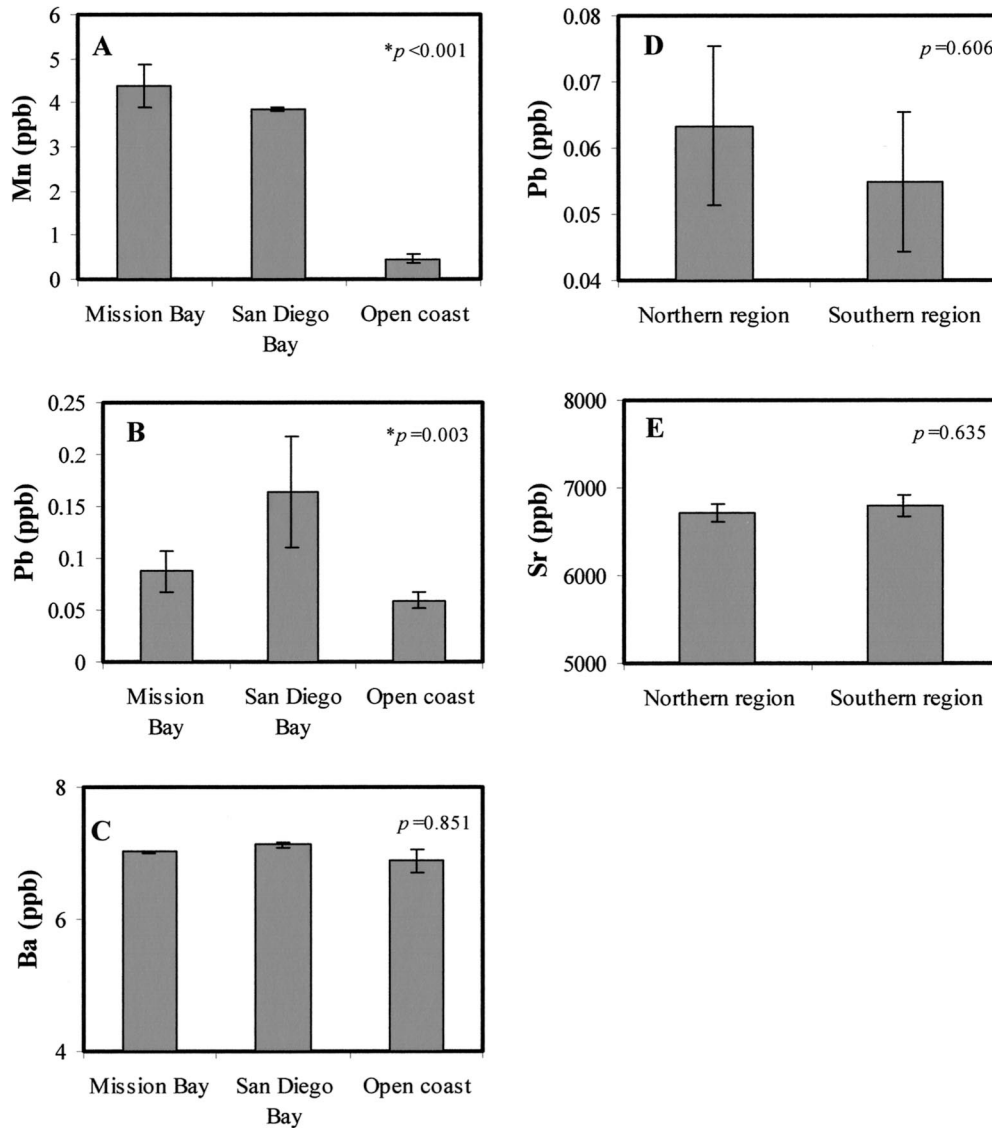 A
*p<0.001
Mn (ppb)
6
5
4
3
2
1
0
Mission Bay
San Diego
Bay
Open coast
B
*p=0.003
Pb (ppb)
0.25
0.2
0.15
0.1
0.05
0
Mission
Bay
San Diego
Bay
Open coast
C
p=0.851
Ba (ppb)
8
6
4
Mission Bay
San Diego
Bay
Open coast
D
p=0.606
Pb (ppb)
0.08
0.07
0.06
0.05
0.04
Northern region
Southern region
E
p=0.635
Sr (ppb)
8000
7000
6000
5000
Northern region
Southern region